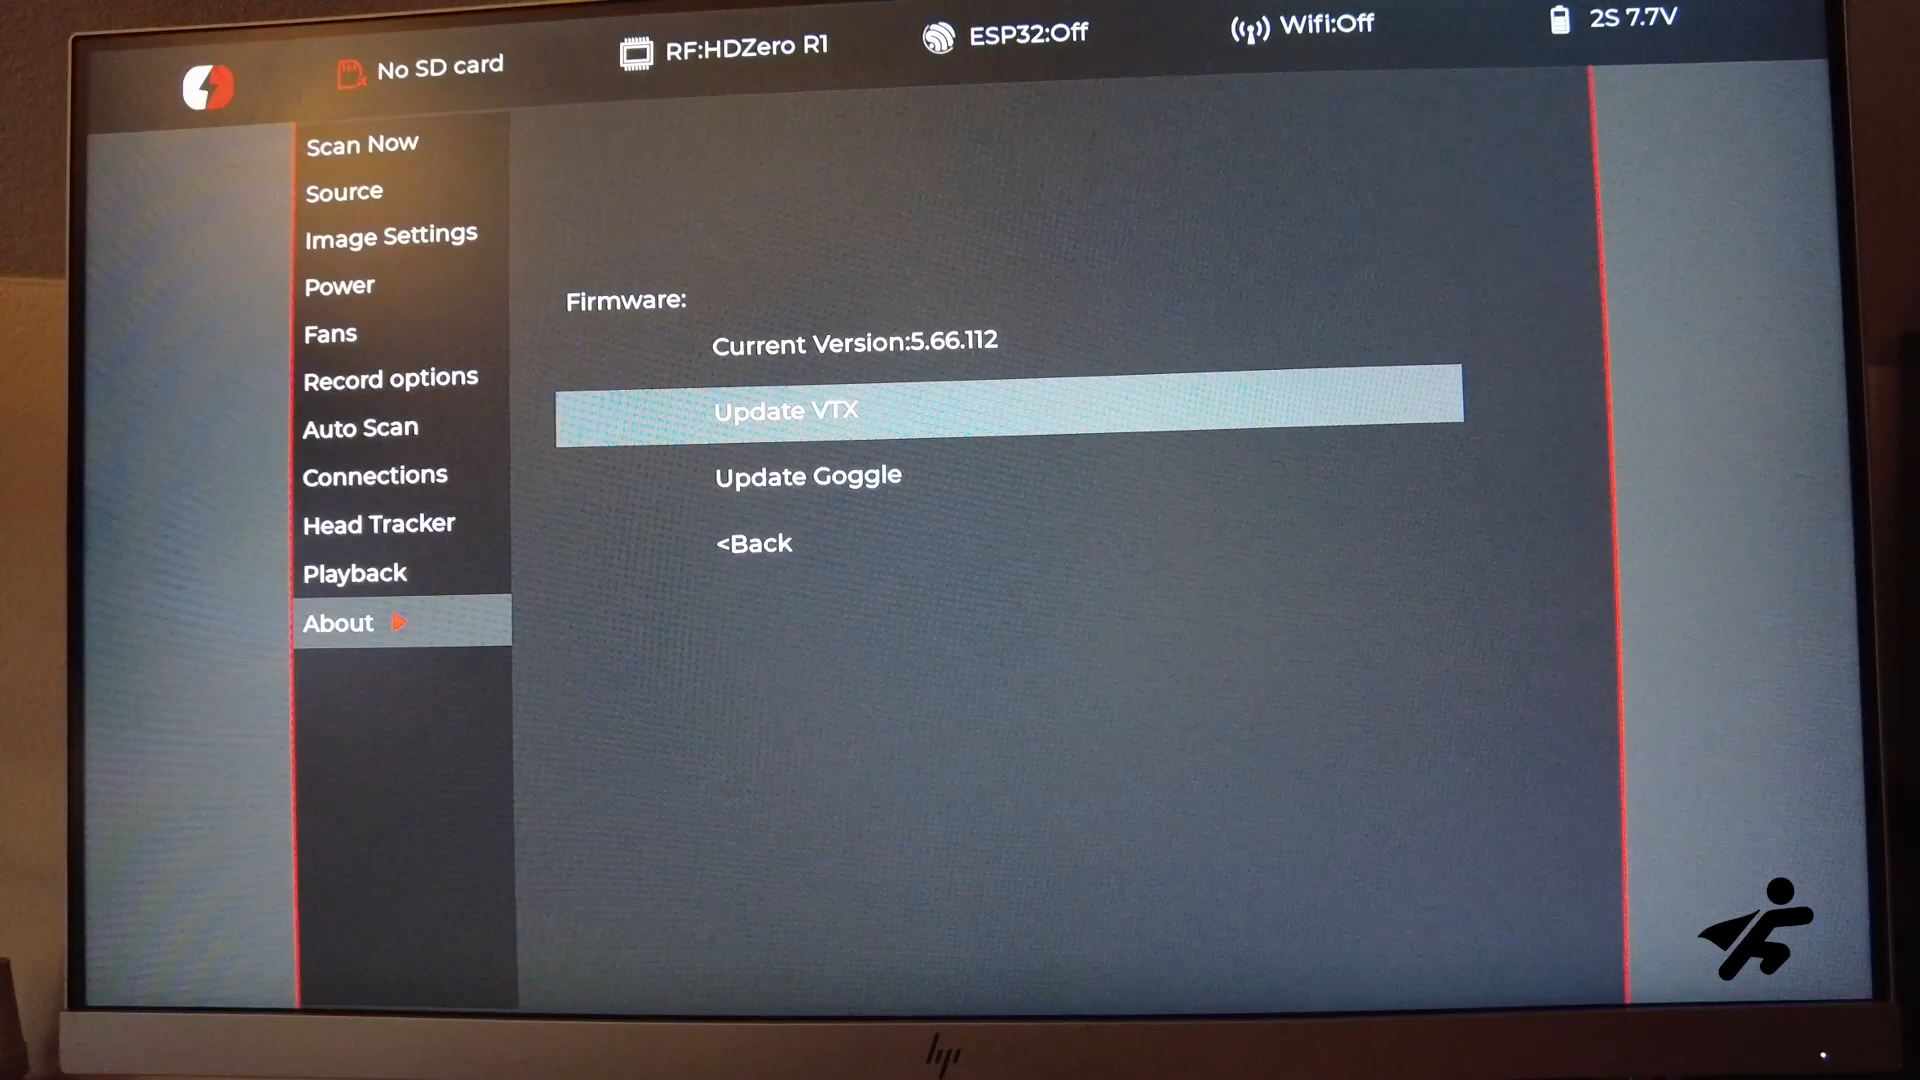 No SD card
RF:HDZero R1
ESP32:Off
Wifi:Off
2S 7.7V
Scan Now
Source
Image Settings
Power
Fans
Record options
Auto Scan
Connections
Head Tracker
Playback
About
Firmware:
Current Version:5.66.112
Update VTX
Update Goggle
<Back
hp